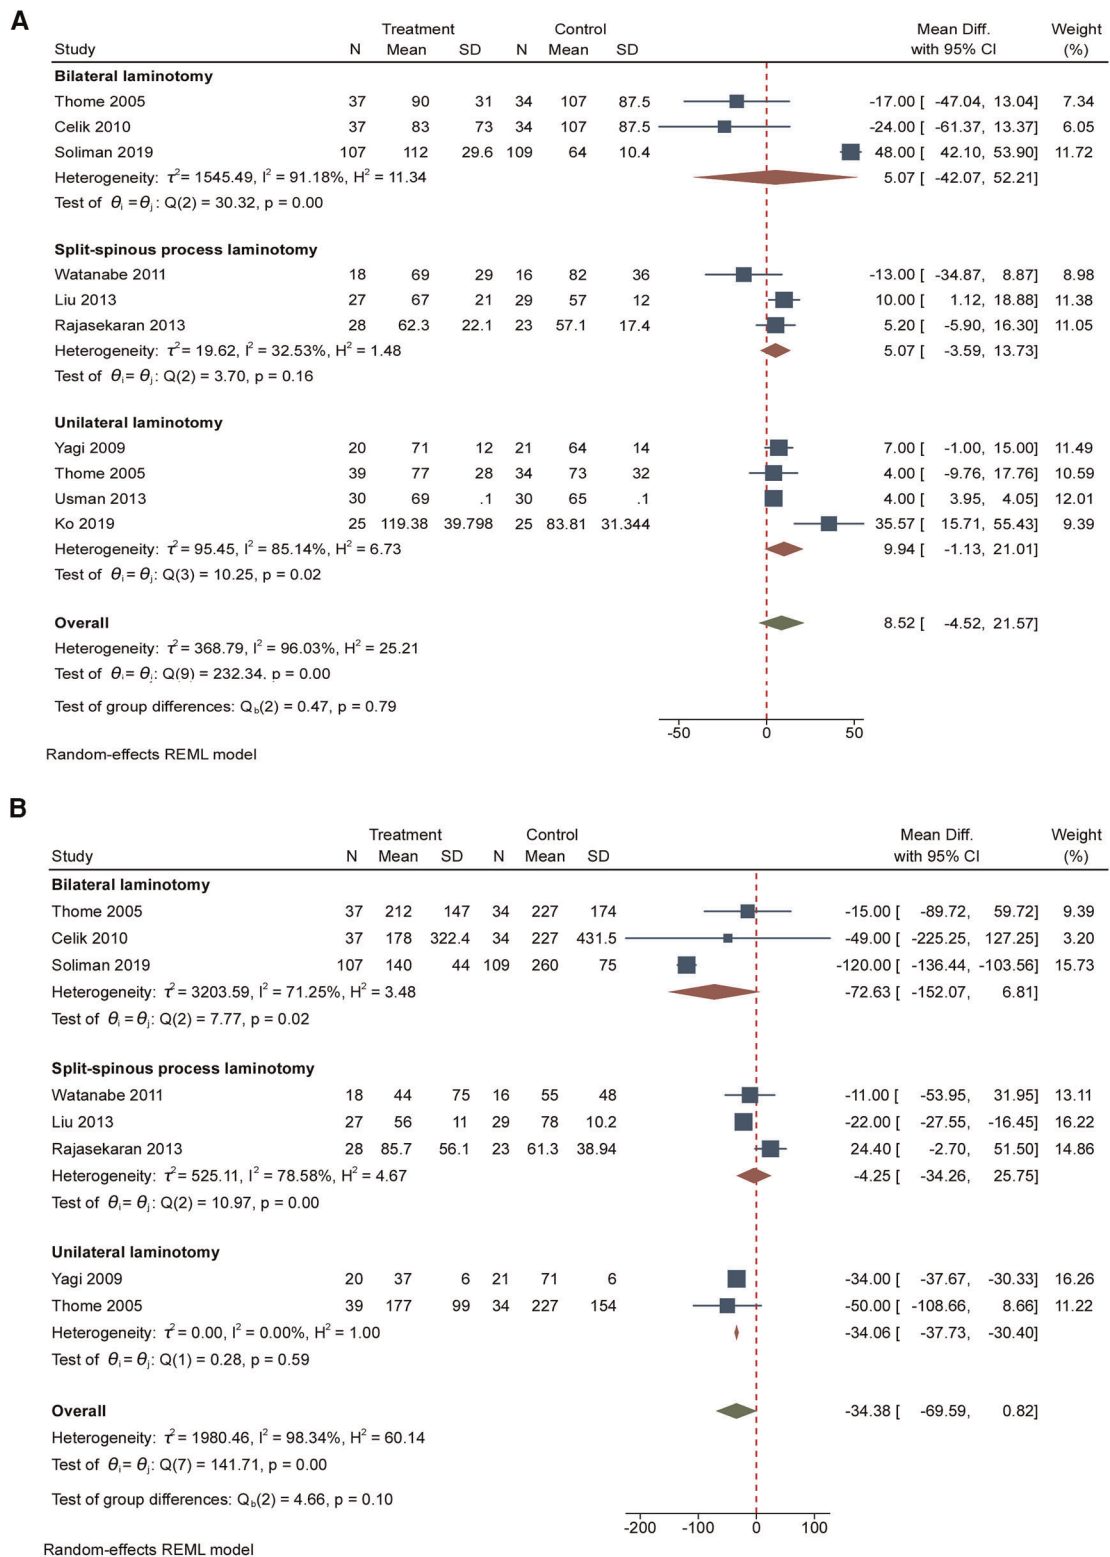 A
Treatment Control Mean Diff. Weight
Study N Mean SD N Mean SD with 95% CI (%)
Bilateral laminotomy
Thome 2005 37 90 31 34 107 87.5 -17.00 [ -47.04, 13.04] 7.34
Celik 2010 37 83 73 34 107 87.5 -24.00 [ -61.37, 13.37] 6.05
Soliman 2019 107 112 29.6 109 64 10.4 48.00 [ 42.10, 53.90] 11.72
Heterogeneity: τ² = 1545.49, I² = 91.18%, H² = 11.34 5.07 [ -42.07, 52.21]
Test of θᵢ = θⱼ: Q(2) = 30.32, p = 0.00
Split-spinous process laminotomy
Watanabe 2011 18 69 29 16 82 36 -13.00 [ -34.87, 8.87] 8.98
Liu 2013 27 67 21 29 57 12 10.00 [ 1.12, 18.88] 11.38
Rajasekaran 2013 28 62.3 22.1 23 57.1 17.4 5.20 [ -5.90, 16.30] 11.05
Heterogeneity: τ² = 19.62, I² = 32.53%, H² = 1.48 5.07 [ -3.59, 13.73]
Test of θᵢ = θⱼ: Q(2) = 3.70, p = 0.16
Unilateral laminotomy
Yagi 2009 20 71 12 21 64 14 7.00 [ -1.00, 15.00] 11.49
Thome 2005 39 77 28 34 73 32 4.00 [ -9.76, 17.76] 10.59
Usman 2013 30 69 .1 30 65 .1 4.00 [ 3.95, 4.05] 12.01
Ko 2019 25 119.38 39.798 25 83.81 31.344 35.57 [ 15.71, 55.43] 9.39
Heterogeneity: τ² = 95.45, I² = 85.14%, H² = 6.73 9.94 [ -1.13, 21.01]
Test of θᵢ = θⱼ: Q(3) = 10.25, p = 0.02
Overall 8.52 [ -4.52, 21.57]
Heterogeneity: τ² = 368.79, I² = 96.03%, H² = 25.21
Test of θᵢ = θⱼ: Q(9) = 232.34, p = 0.00
Test of group differences: Q_b(2) = 0.47, p = 0.79
-50 0 50
Random-effects REML model
B
Treatment Control Mean Diff. Weight
Study N Mean SD N Mean SD with 95% CI (%)
Bilateral laminotomy
Thome 2005 37 212 147 34 227 174 -15.00 [ -89.72, 59.72] 9.39
Celik 2010 37 178 322.4 34 227 431.5 -49.00 [ -225.25, 127.25] 3.20
Soliman 2019 107 140 44 109 260 75 -120.00 [ -136.44, -103.56] 15.73
Heterogeneity: τ² = 3203.59, I² = 71.25%, H² = 3.48 -72.63 [ -152.07, 6.81]
Test of θᵢ = θⱼ: Q(2) = 7.77, p = 0.02
Split-spinous process laminotomy
Watanabe 2011 18 44 75 16 55 48 -11.00 [ -53.95, 31.95] 13.11
Liu 2013 27 56 11 29 78 10.2 -22.00 [ -27.55, -16.45] 16.22
Rajasekaran 2013 28 85.7 56.1 23 61.3 38.94 24.40 [ -2.70, 51.50] 14.86
Heterogeneity: τ² = 525.11, I² = 78.58%, H² = 4.67 -4.25 [ -34.26, 25.75]
Test of θᵢ = θⱼ: Q(2) = 10.97, p = 0.00
Unilateral laminotomy
Yagi 2009 20 37 6 21 71 6 -34.00 [ -37.67, -30.33] 16.26
Thome 2005 39 177 99 34 227 154 -50.00 [ -108.66, 8.66] 11.22
Heterogeneity: τ² = 0.00, I² = 0.00%, H² = 1.00 -34.06 [ -37.73, -30.40]
Test of θᵢ = θⱼ: Q(1) = 0.28, p = 0.59
Overall -34.38 [ -69.59, 0.82]
Heterogeneity: τ² = 1980.46, I² = 98.34%, H² = 60.14
Test of θᵢ = θⱼ: Q(7) = 141.71, p = 0.00
Test of group differences: Q_b(2) = 4.66, p = 0.10
-200 -100 0 100
Random-effects REML model